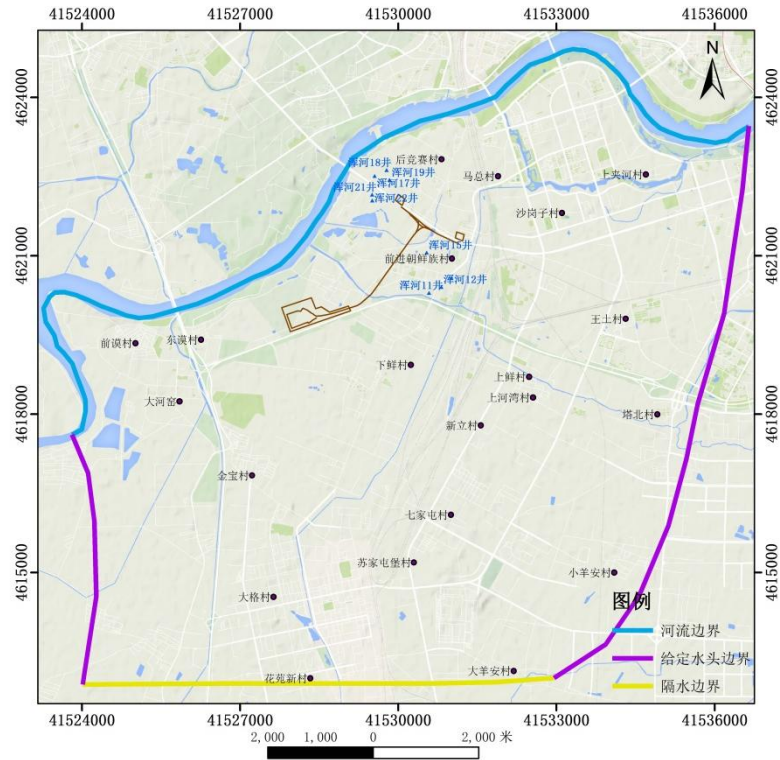 41524000 41527000 41530000 41533000 41536000
N
4624000 4624000
浑河18井
后竞赛村
浑河19井
马总村
上夹河村
浑河17井
浑河21井
沙岗子村
4621000 4621000
浑河15井
前进朝鲜族村
浑河12井
浑河11井
王士村
东谟村
前谟村
下鲜村
上鲜村
大河窑
上河湾村
4618000 4618000
塔北村
新立村
金宝村
七家屯村
苏家屯堡村
4615000 4615000
小羊安村
大格村
图例
河流边界
给定水头边界
隔水边界
大羊安村
花苑新村
41524000 41527000 41530000 41533000 41536000
2,000 1,000 0 2,000 米